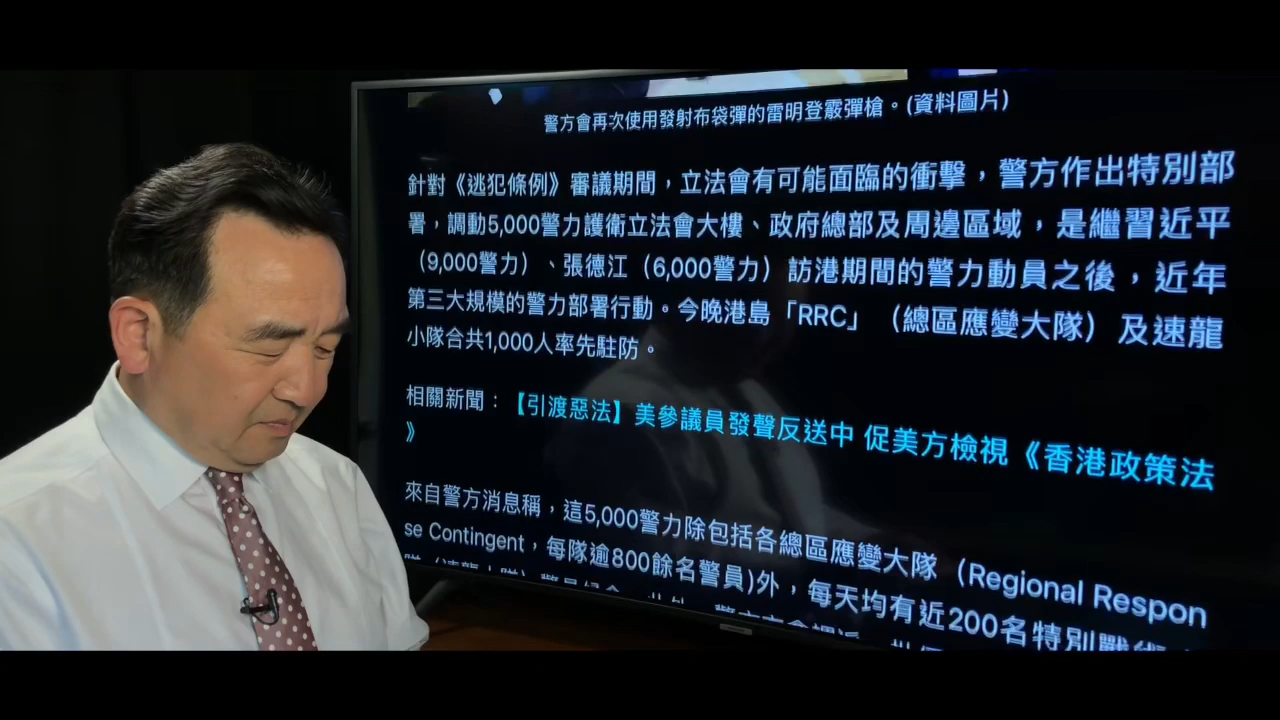 警方會再次使用發射布袋彈的雷明登霰彈槍。(資料圖片)
針對《逃犯條例》審議期間，立法會有可能面臨的衝擊，警方作出特別部
署，調動5,000警力護衛立法會大樓、政府總部及周邊區域，是繼習近平
（9,000警力）、張德江（6,000警力）訪港期間的警力動員之後，近年
第三大規模的警力部署行動。今晚港島「RRC」（總區應變大隊）及速龍
小隊合共1,000人率先駐防。
相關新聞：【引渡惡法】美參議員發聲反送中 促美方檢視《香港政策法
》
來自警方消息稱，這5,000警力除包括各總區應變大隊（Regional Respon
se Contingent，每隊逾800餘名警員)外，每天均有近200名特別戰術